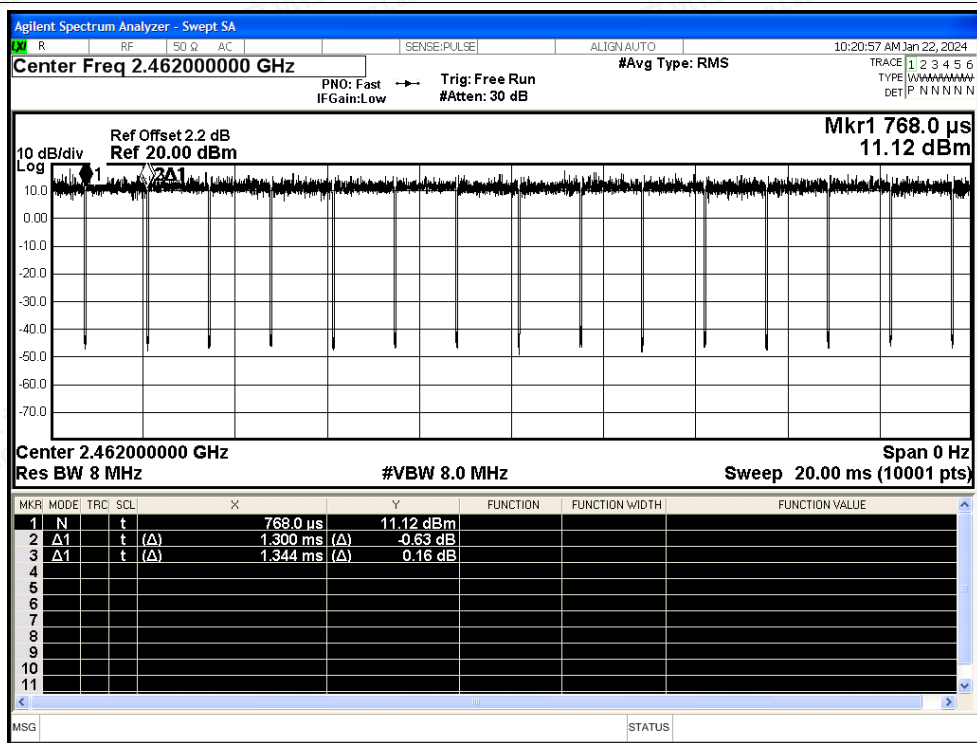 Agilent Spectrum Analyzer - Swept SA
LXI R RF 50 Ω AC SENSE:PULSE ALIGN AUTO 10:20:57 AM Jan 22, 2024
Center Freq 2.462000000 GHz
PNO: Fast
IFGain:Low
Trig: Free Run
#Atten: 30 dB
#Avg Type: RMS
TRACE 1 2 3 4 5 6
TYPE WWWWWW
DET P N N N N N
Mkr1 768.0 µs
11.12 dBm
Ref Offset 2.2 dB
10 dB/div Ref 20.00 dBm
Log
1
3Δ1
10.0
0.00
-10.0
-20.0
-30.0
-40.0
-50.0
-60.0
-70.0
Center 2.462000000 GHz Span 0 Hz
Res BW 8 MHz #VBW 8.0 MHz Sweep 20.00 ms (10001 pts)
MKR MODE TRC SCL X Y FUNCTION FUNCTION WIDTH FUNCTION VALUE
1 N t 768.0 µs 11.12 dBm
2 Δ1 t (Δ) 1.300 ms (Δ) -0.63 dB
3 Δ1 t (Δ) 1.344 ms (Δ) 0.16 dB
4
5
6
7
8
9
10
11
MSG STATUS